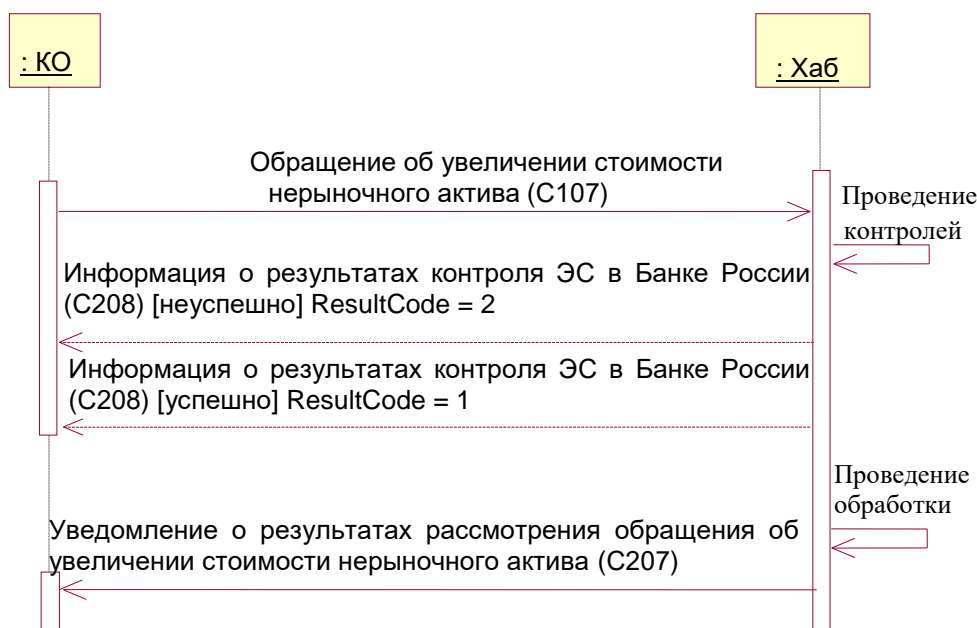 : КО
: Хаб
Обращение об увеличении стоимости
нерыночного актива (С107)
Проведение
контролей
Информация о результатах контроля ЭС в Банке России
(С208) [неуспешно] ResultCode = 2
Информация о результатах контроля ЭС в Банке России
(С208) [успешно] ResultCode = 1
Проведение
обработки
Уведомление о результатах рассмотрения обращения об
увеличении стоимости нерыночного актива (С207)